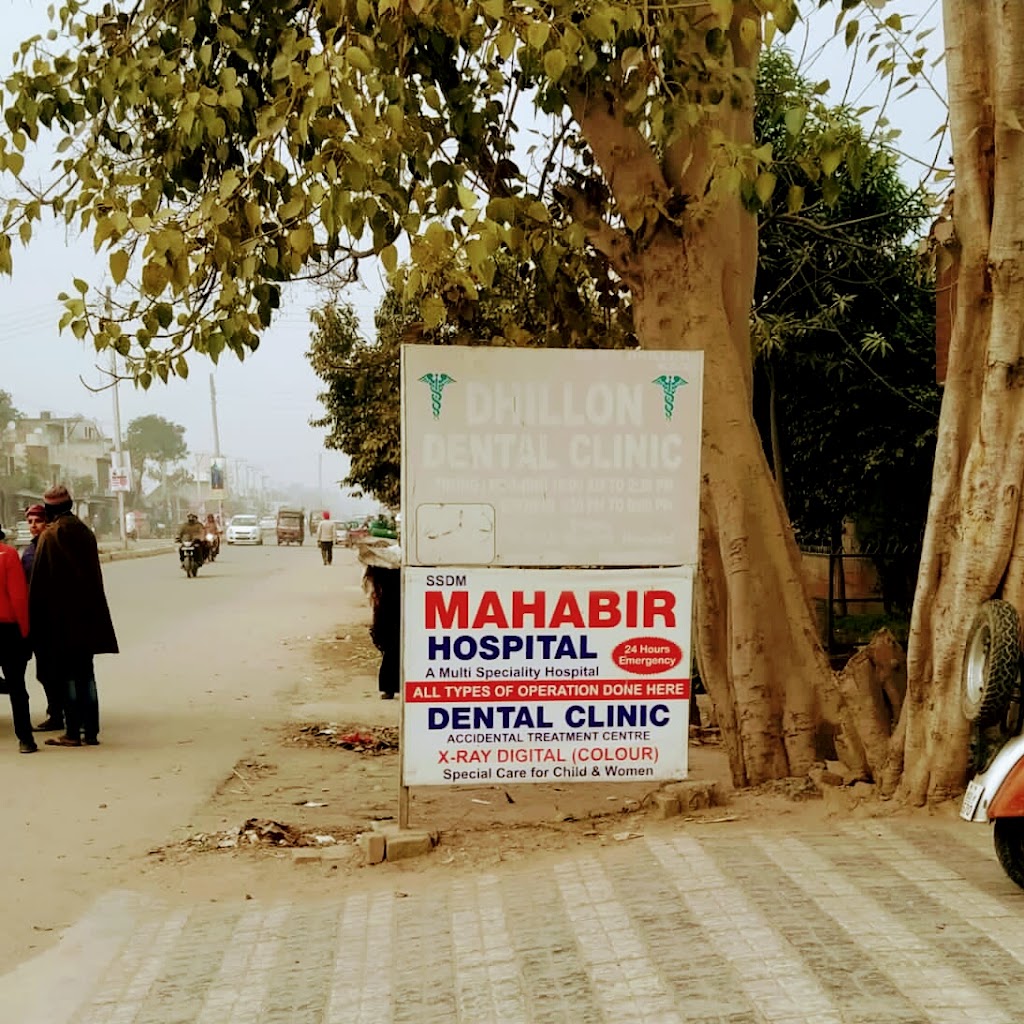 DHILLON
DENTAL CLINIC
SSDM
MAHABIR
HOSPITAL
24 Hours
Emergency
A Multi Speciality Hospital
ALL TYPES OF OPERATION DONE HERE
DENTAL CLINIC
ACCIDENTAL TREATMENT CENTRE
X-RAY DIGITAL (COLOUR)
Special Care for Child & Women